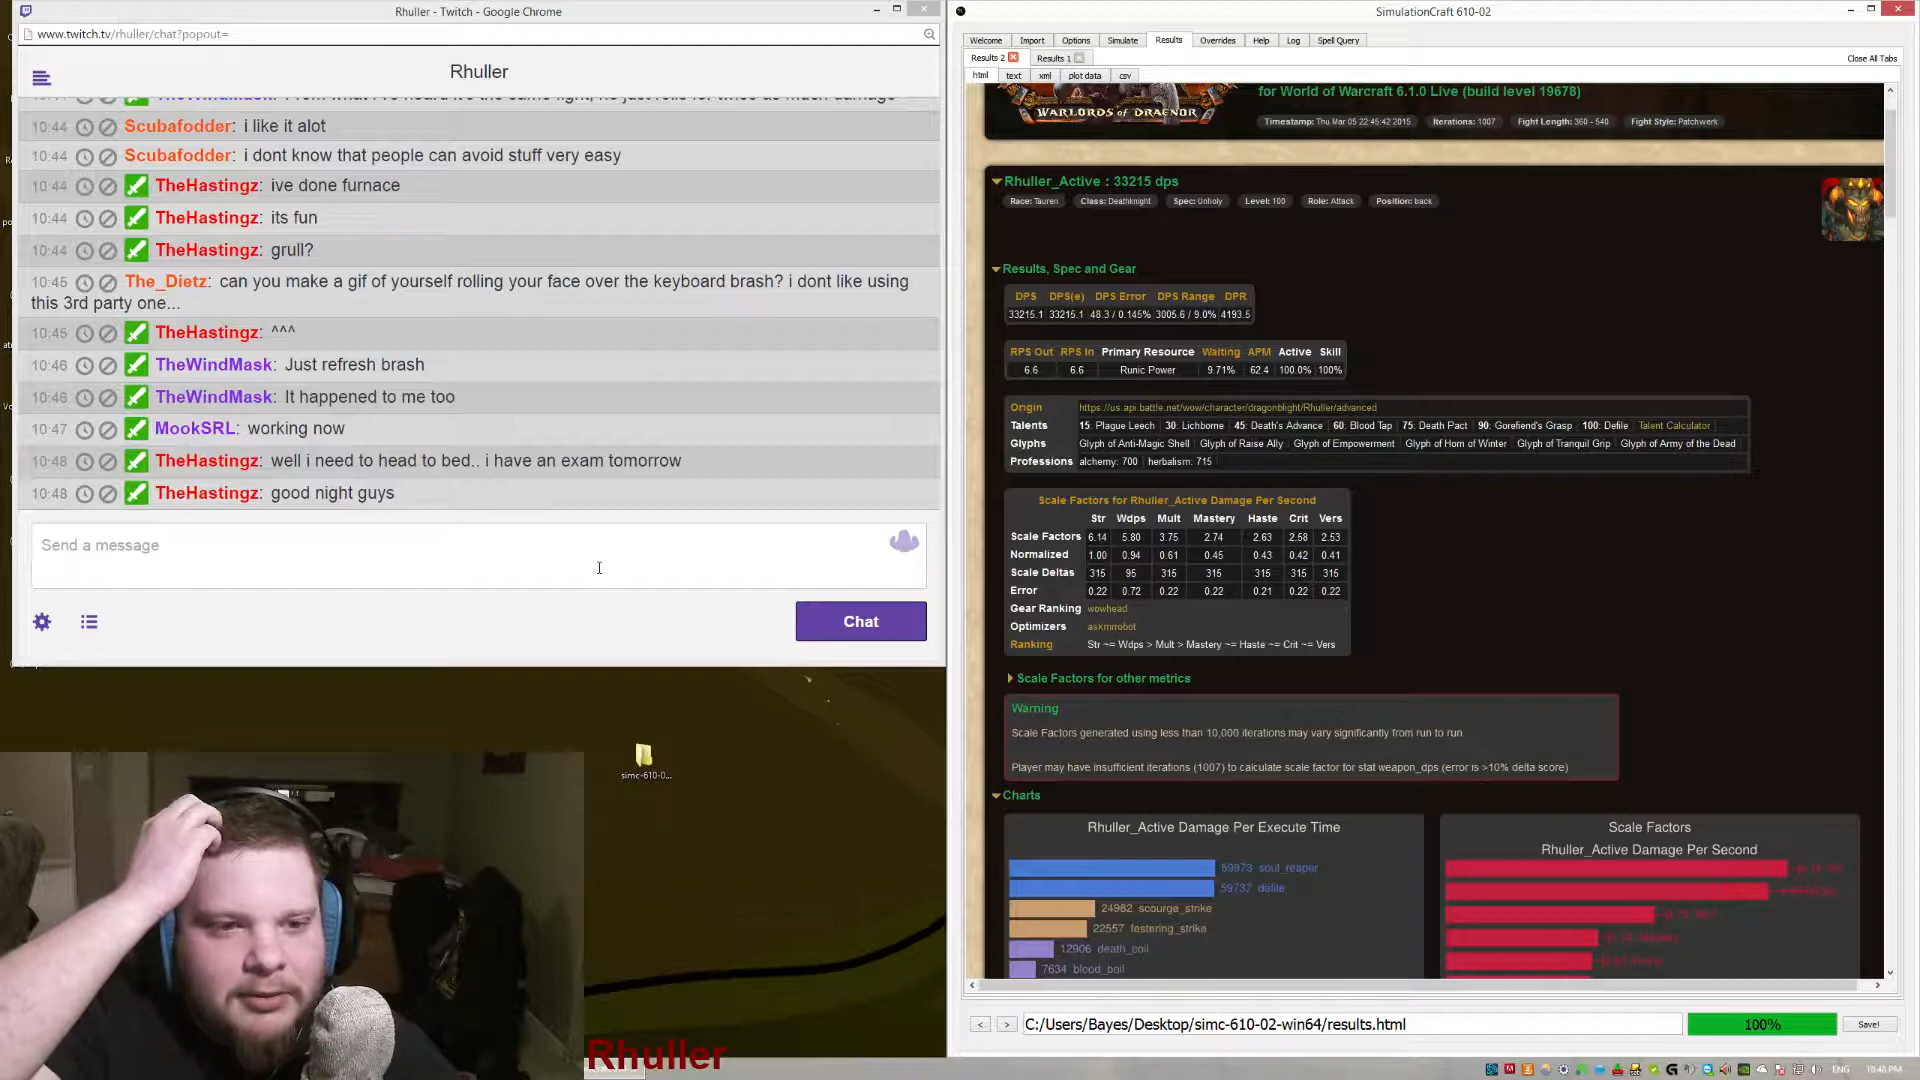 Rhuller - Twitch - Google Chrome
www.twitch.tv/rhuller/chat?popout=
Rhuller
10:44 Scubafodder: i like it alot
10:44 Scubafodder: i dont know that people can avoid stuff very easy
10:44 TheHastingz: ive done furnace
10:44 TheHastingz: its fun
10:44 TheHastingz: grull?
10:45 The_Dietz: can you make a gif of yourself rolling your face over the keyboard brash? i dont like using
this 3rd party one...
10:45 TheHastingz: ^^^
10:46 TheWindMask: Just refresh brash
10:46 TheWindMask: It happened to me too
10:47 MookSRL: working now
10:48 TheHastingz: well i need to head to bed.. i have an exam tomorrow
10:48 TheHastingz: good night guys
Send a message
Chat
simc-610-0...
Rhuller
SimulationCraft 610-02
Welcome Import Options Simulate Results Overrides Help Log Spell Query
Results 2 Results 1 Close All Tabs
html text xml plot data csv
WARLORDS OF DRAENOR
for World of Warcraft 6.1.0 Live (build level 19678)
Timestamp: Thu Mar 05 22:45:42 2015 Iterations: 1007 Fight Length: 360 - 540 Fight Style: Patchwerk
Rhuller_Active : 33215 dps
Race: Tauren Class: Deathknight Spec: Unholy Level: 100 Role: Attack Position: back
Results, Spec and Gear
DPS DPS(e) DPS Error DPS Range DPR
33215.1 33215.1 48.3 / 0.145% 3005.6 / 9.0% 4193.5
RPS Out RPS In Primary Resource Waiting APM Active Skill
6.6 6.6 Runic Power 9.71% 62.4 100.0% 100%
Origin https://us.api.battle.net/wow/character/dragonblight/Rhuller/advanced
Talents 15: Plague Leech 30: Lichborne 45: Death's Advance 60: Blood Tap 75: Death Pact 90: Gorefiend's Grasp 100: Defile Talent Calculator
Glyphs Glyph of Anti-Magic Shell Glyph of Raise Ally Glyph of Empowerment Glyph of Horn of Winter Glyph of Tranquil Grip Glyph of Army of the Dead
Professions alchemy: 700 herbalism: 715
Scale Factors for Rhuller_Active Damage Per Second
Str Wdps Mult Mastery Haste Crit Vers
Scale Factors 6.14 5.80 3.75 2.74 2.63 2.58 2.53
Normalized 1.00 0.94 0.61 0.45 0.43 0.42 0.41
Scale Deltas 315 95 315 315 315 315 315
Error 0.22 0.72 0.22 0.22 0.21 0.22 0.22
Gear Ranking wowhead
Optimizers askmrrobot
Ranking Str ~= Wdps > Mult > Mastery ~= Haste ~= Crit ~= Vers
Scale Factors for other metrics
Warning
Scale Factors generated using less than 10,000 iterations may vary significantly from run to run.
Player may have insufficient iterations (1007) to calculate scale factor for stat weapon_dps (error is >10% delta score)
Charts
Rhuller_Active Damage Per Execute Time
59973 soul_reaper
59737 defile
24982 scourge_strike
22557 festering_strike
12906 death_coil
7634 blood_boil
Scale Factors
Rhuller_Active Damage Per Second
C:/Users/Bayes/Desktop/simc-610-02-win64/results.html
100%
Save!
ENG 10:48 PM